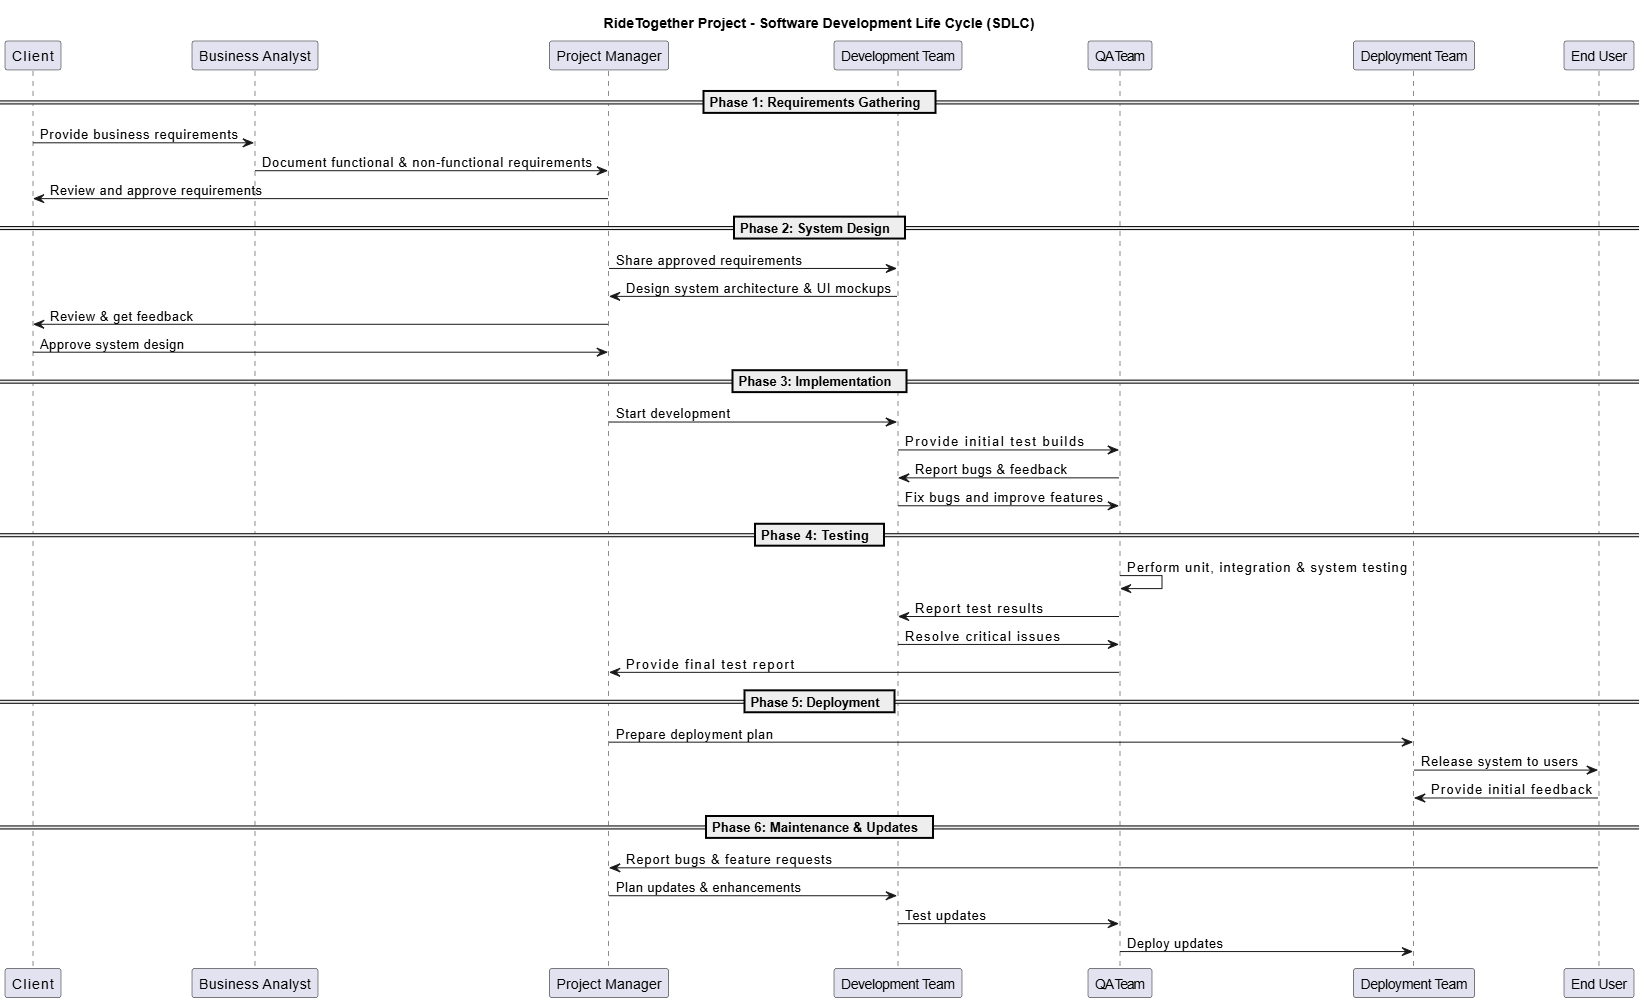 RideTogether Project - Software Development Life Cycle (SDLC)
Client
Business Analyst
Project Manager
Development Team
QA Team
Deployment Team
End User
Phase 1: Requirements Gathering
Provide business requirements
Document functional & non-functional requirements
Review and approve requirements
Phase 2: System Design
Share approved requirements
Design system architecture & UI mockups
Review & get feedback
Approve system design
Phase 3: Implementation
Start development
Provide initial test builds
Report bugs & feedback
Fix bugs and improve features
Phase 4: Testing
Perform unit, integration & system testing
Report test results
Resolve critical issues
Provide final test report
Phase 5: Deployment
Prepare deployment plan
Release system to users
Provide initial feedback
Phase 6: Maintenance & Updates
Report bugs & feature requests
Plan updates & enhancements
Test updates
Deploy updates
Client
Business Analyst
Project Manager
Development Team
QA Team
Deployment Team
End User